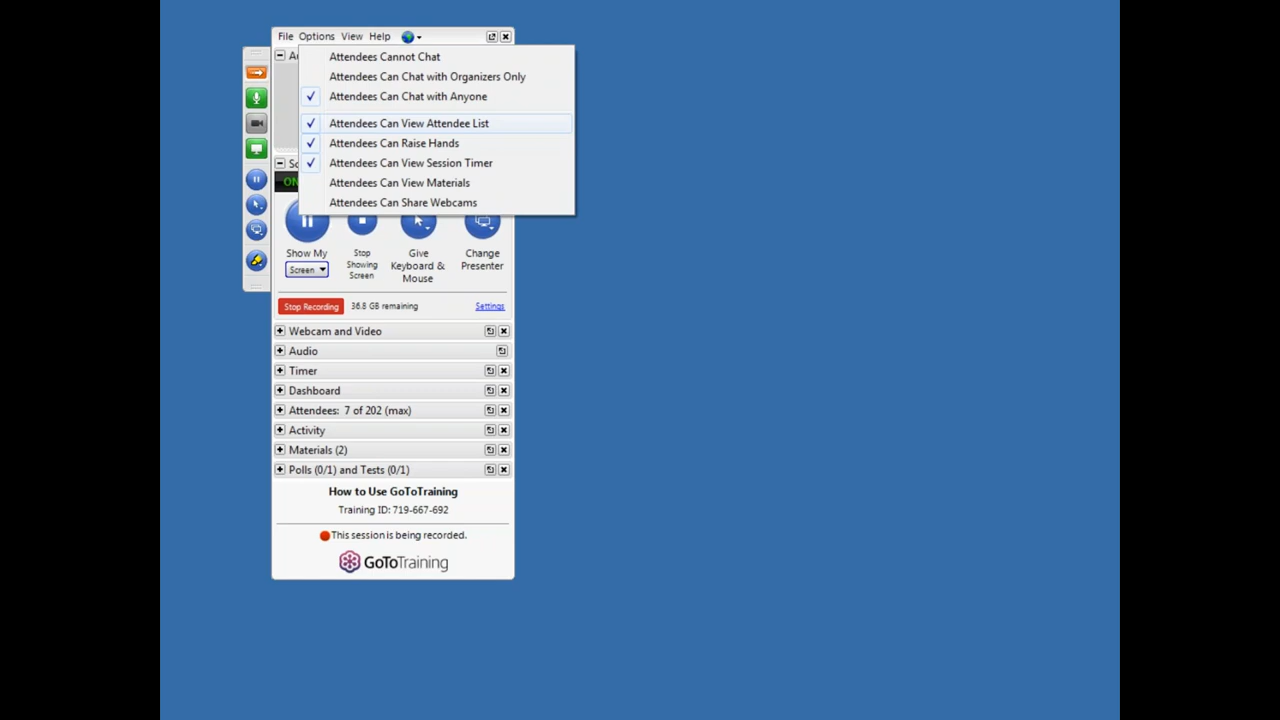 File Options View Help
Au
Attendees Cannot Chat
Attendees Can Chat with Organizers Only
Attendees Can Chat with Anyone
Attendees Can View Attendee List
Attendees Can Raise Hands
Attendees Can View Session Timer
Attendees Can View Materials
Attendees Can Share Webcams
Sc
ON
Show My
Screen
Stop
Showing
Screen
Give
Keyboard &
Mouse
Change
Presenter
Stop Recording 36.8 GB remaining Settings
Webcam and Video
Audio
Timer
Dashboard
Attendees: 7 of 202 (max)
Activity
Materials (2)
Polls (0/1) and Tests (0/1)
How to Use GoToTraining
Training ID: 719-667-692
This session is being recorded.
GoToTraining